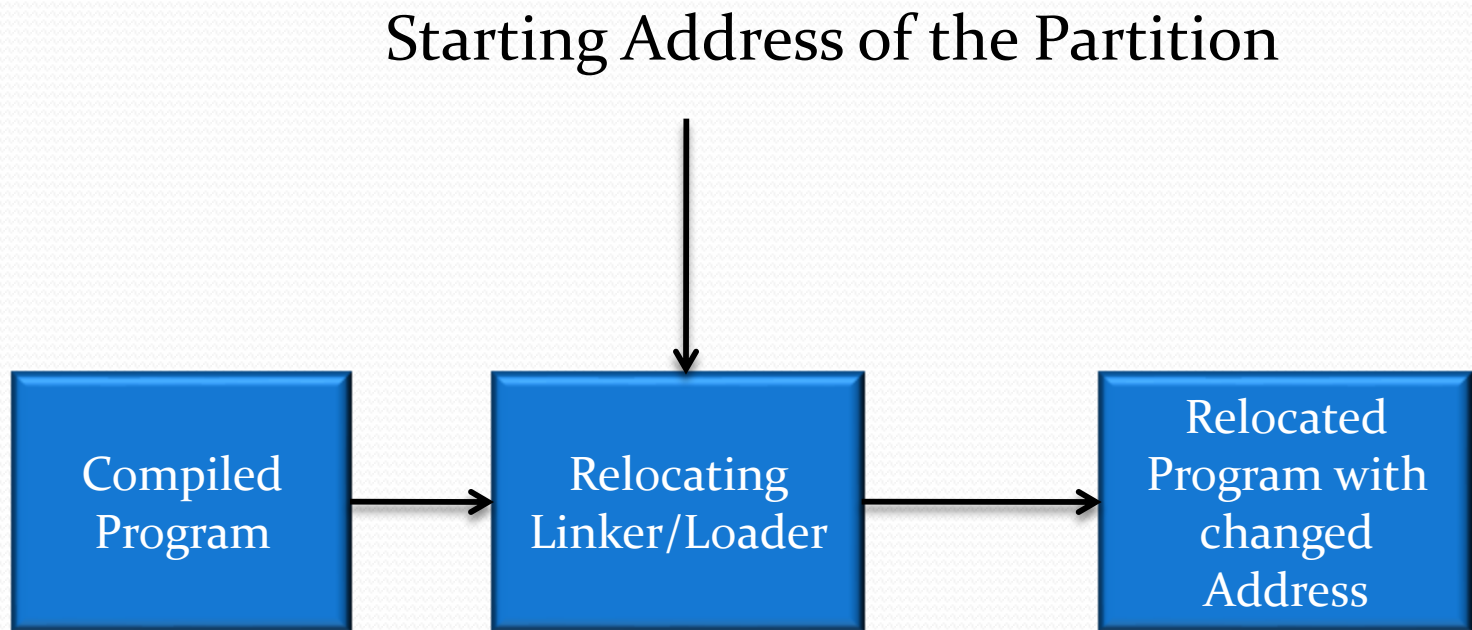 Starting Address of the Partition
Compiled
Program
Relocating
Linker/Loader
Relocated
Program with
changed
Address